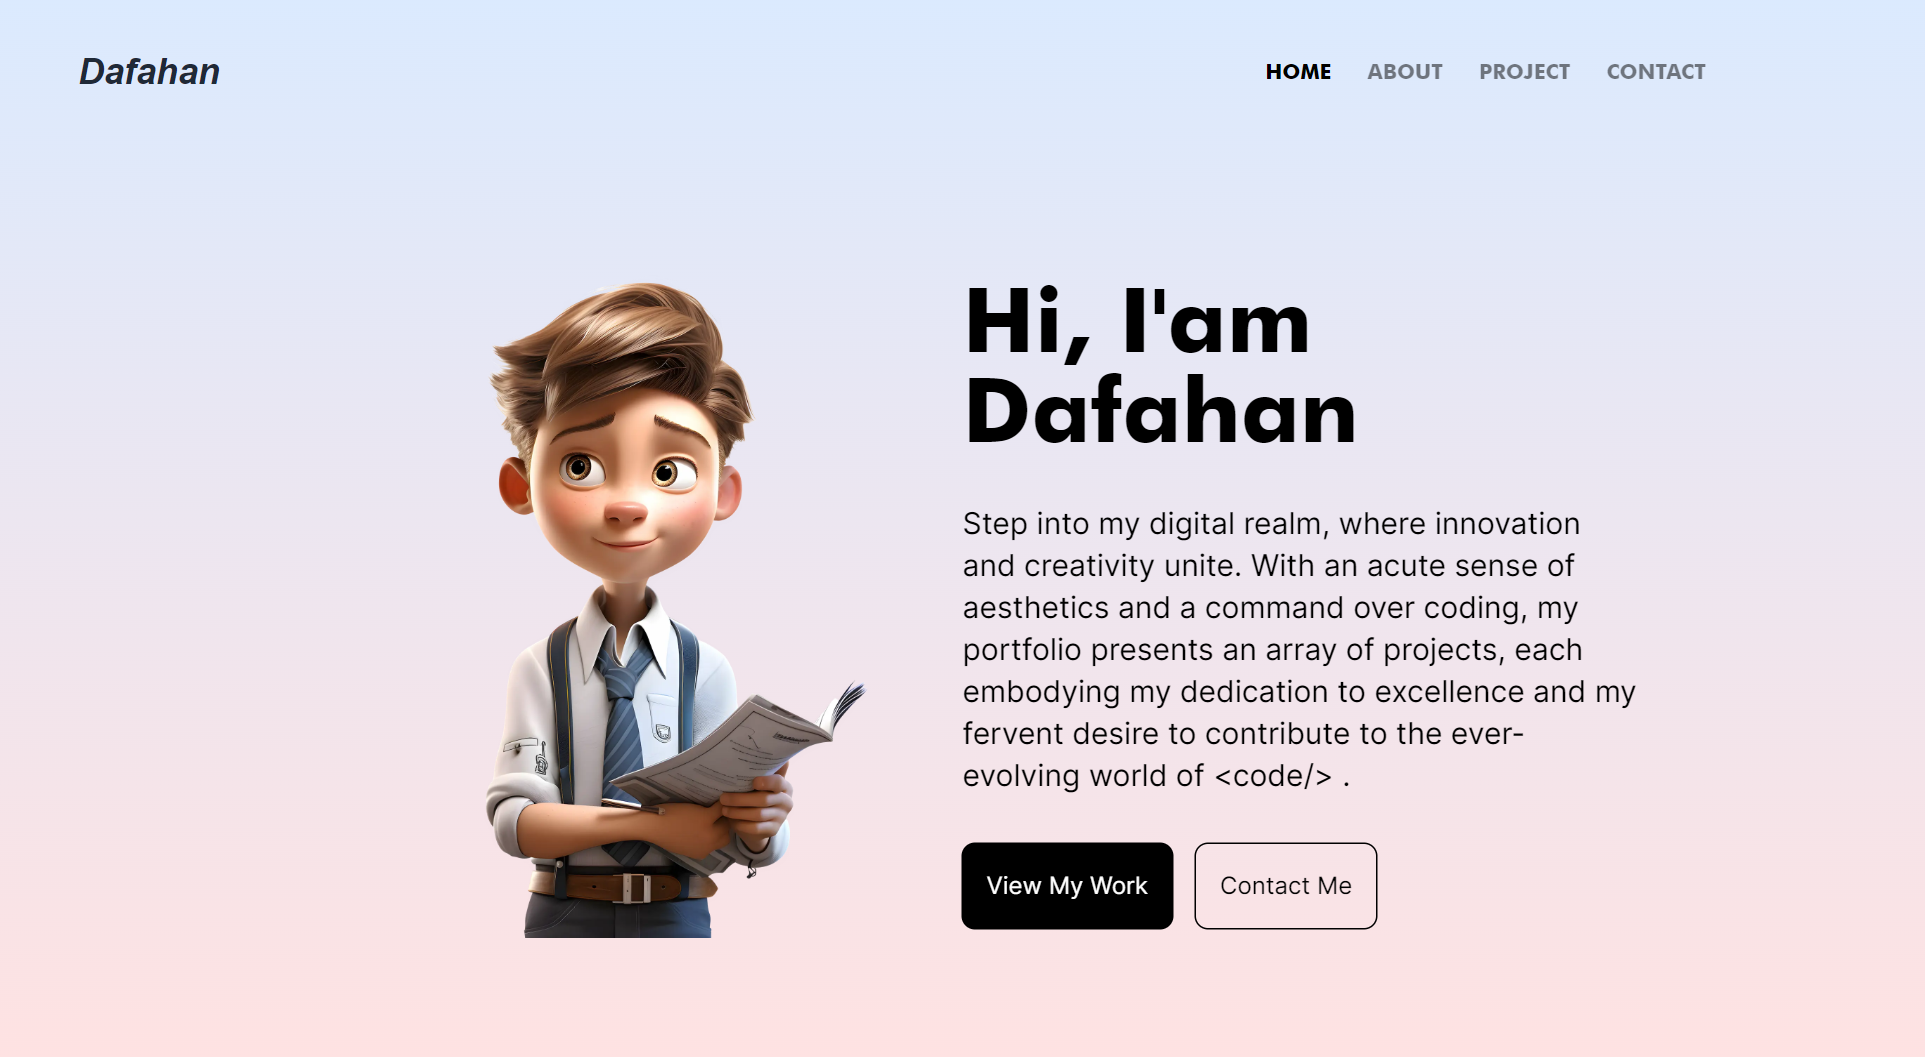 Dafahan
HOME ABOUT PROJECT CONTACT
Hi, I'am
Dafahan
Step into my digital realm, where innovation
and creativity unite. With an acute sense of
aesthetics and a command over coding, my
portfolio presents an array of projects, each
embodying my dedication to excellence and my
fervent desire to contribute to the ever-
evolving world of <code/> .
View My Work
Contact Me